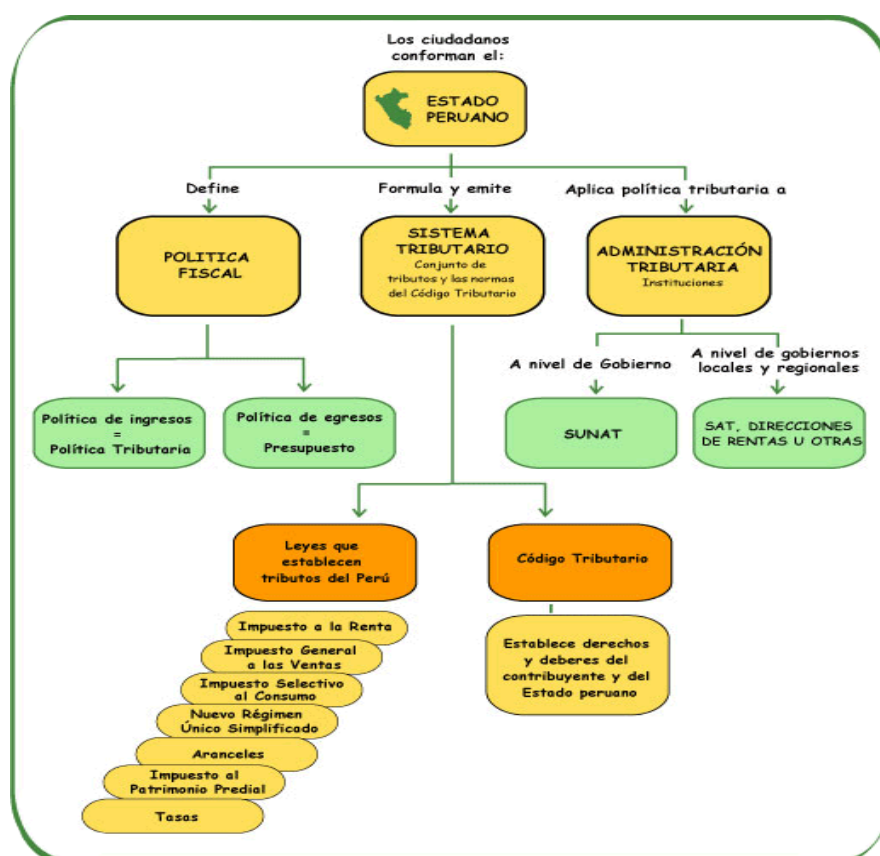 Los ciudadanos
conforman el:
ESTADO
PERUANO
Define
Formula y emite
Aplica política tributaria a
POLITICA
FISCAL
SISTEMA
TRIBUTARIO
Conjunto de
tributos y las normas
del Código Tributario
ADMINISTRACIÓN
TRIBUTARIA
Instituciones
A nivel de Gobierno
A nivel de gobiernos
locales y regionales
Política de ingresos
=
Política Tributaria
Política de egresos
=
Presupuesto
SUNAT
SAT, DIRECCIONES
DE RENTAS U OTRAS
Leyes que
establecen
tributos del Perú
Código Tributario
Impuesto a la Renta
Impuesto General
a las Ventas
Impuesto Selectivo
al Consumo
Nuevo Régimen
Único Simplificado
Aranceles
Impuesto al
Patrimonio Predial
Tasas
Establece derechos
y deberes del
contribuyente y del
Estado peruano